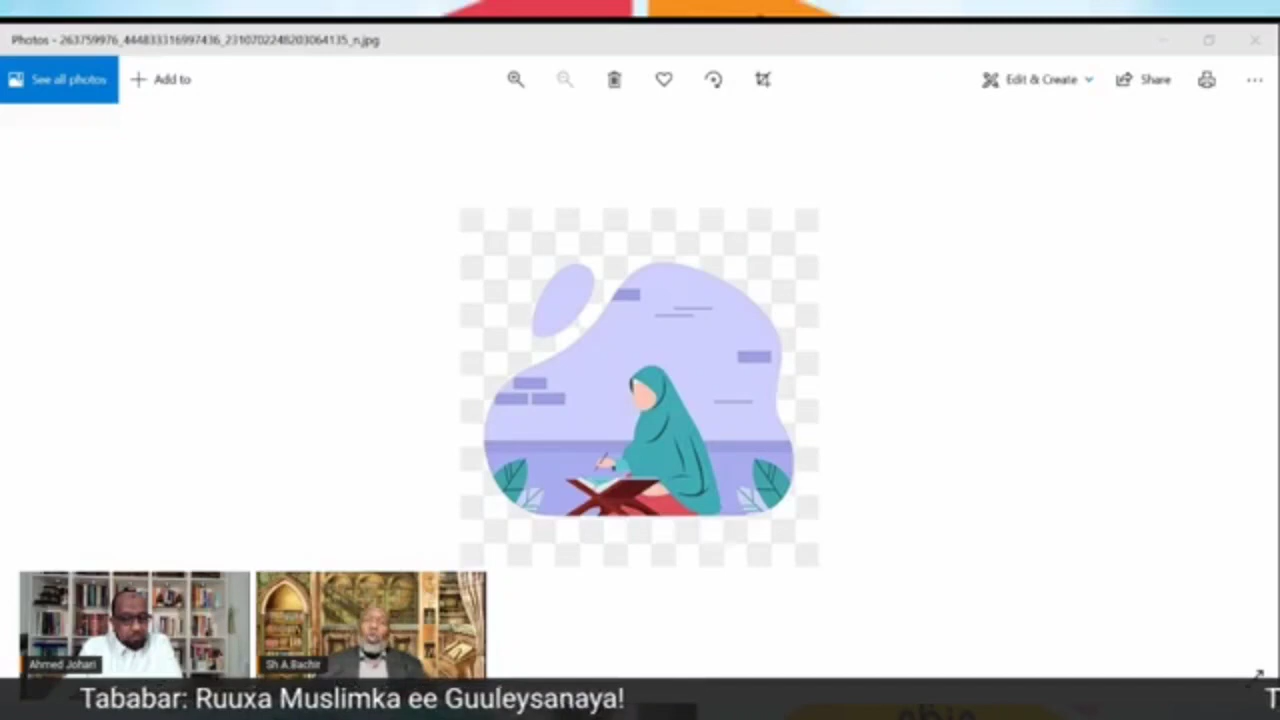 Photos - 263759976_444833316997436_2310702248203064135_n.jpg
See all photos
Add to
Edit & Create
Share
Ahmed Johari
Sh A.Bachir
Tababar: Ruuxa Muslimka ee Guuleysanaya!